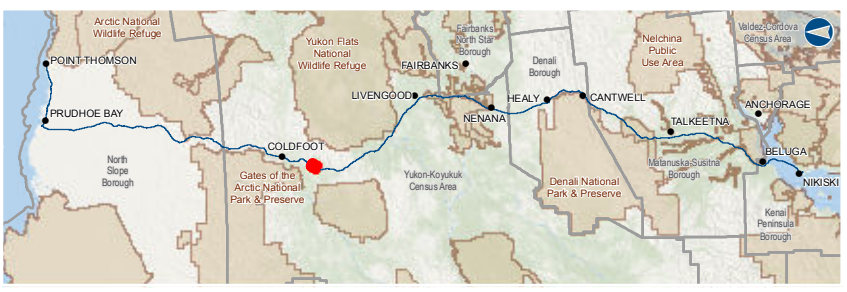 Arctic National
Wildlife Refuge
POINT THOMSON
PRUDHOE BAY
North
Slope
Borough
COLDFOOT
Gates of the
Arctic National
Park & Preserve
Yukon Flats
National
Wildlife Refuge
LIVENGOOD
FAIRBANKS
Fairbanks
North Star
Borough
NENANA
Yukon-Koyukuk
Census Area
Denali
Borough
HEALY
CANTWELL
Denali National
Park & Preserve
Nelchina
Public
Use Area
TALKEETNA
Matanuska-Susitna
Borough
Valdez-Cordova
Census Area
ANCHORAGE
BELUGA
NIKISKI
Kenai
Peninsula
Borough